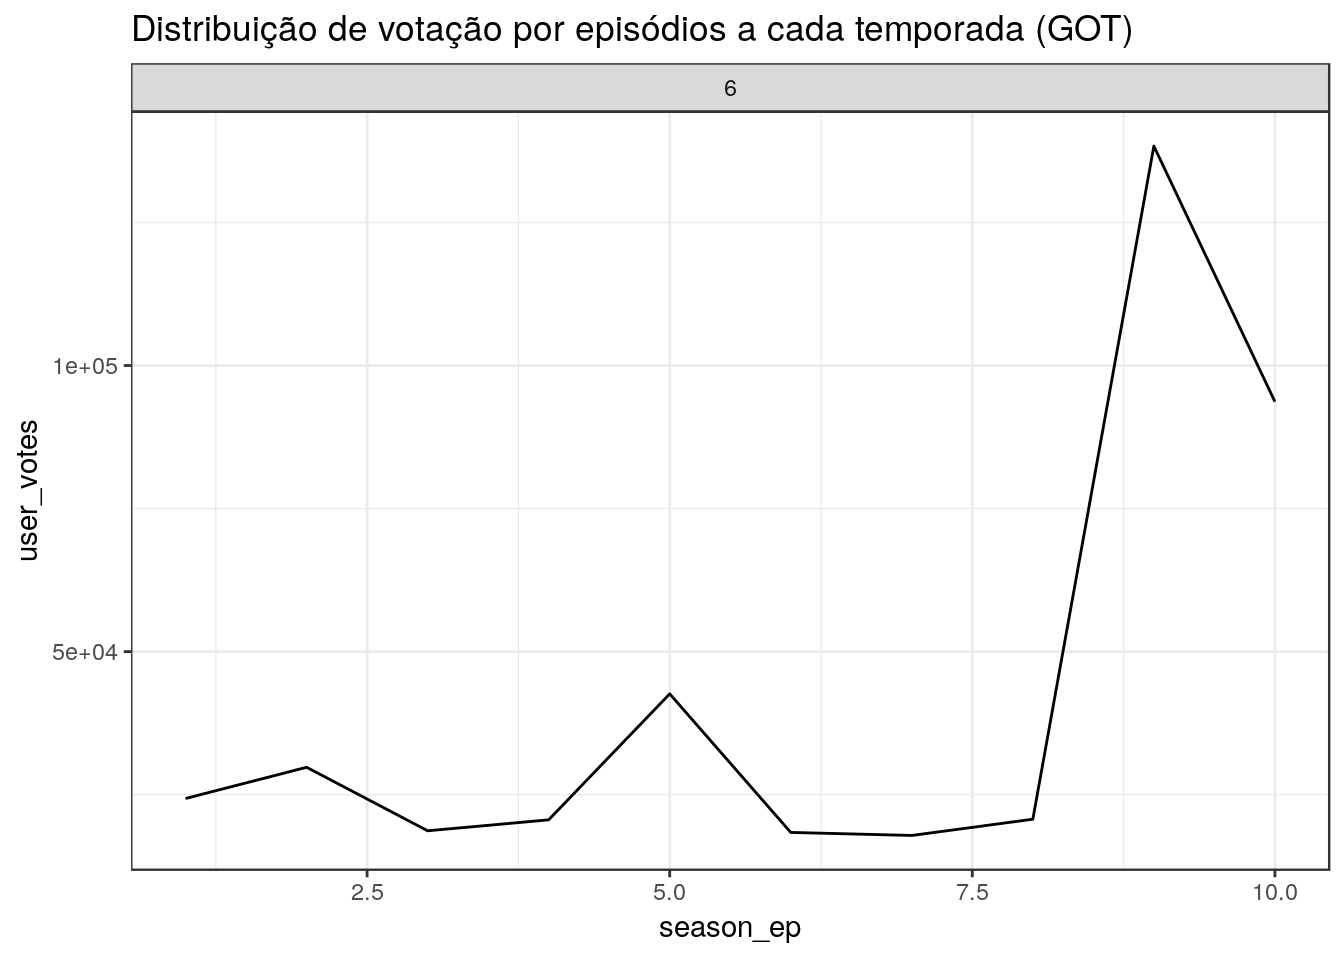 Distribuição de votação por episódios a cada temporada (GOT)
6
1e+05
5e+04
user_votes
2.5 5.0 7.5 10.0
season_ep